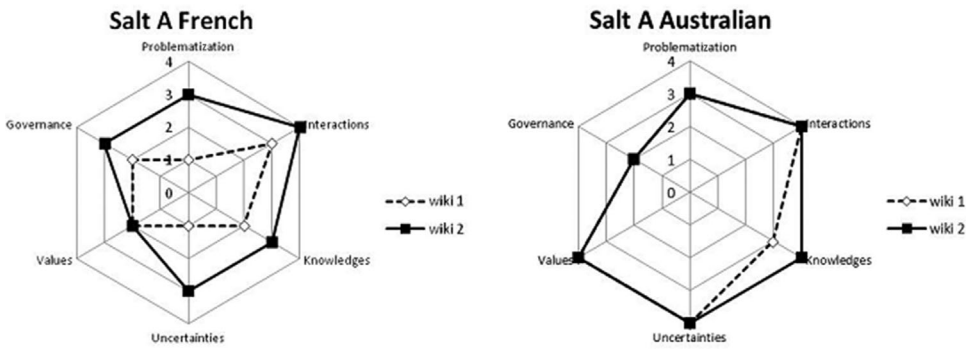 Salt A French
Problematization
4
3
2
1
0
Governance
Interactions
Values
Knowledges
Uncertainties
wiki 1
wiki 2
Salt A Australian
Problematization
4
3
2
1
0
Governance
Interactions
Values
Knowledges
Uncertainties
wiki 1
wiki 2